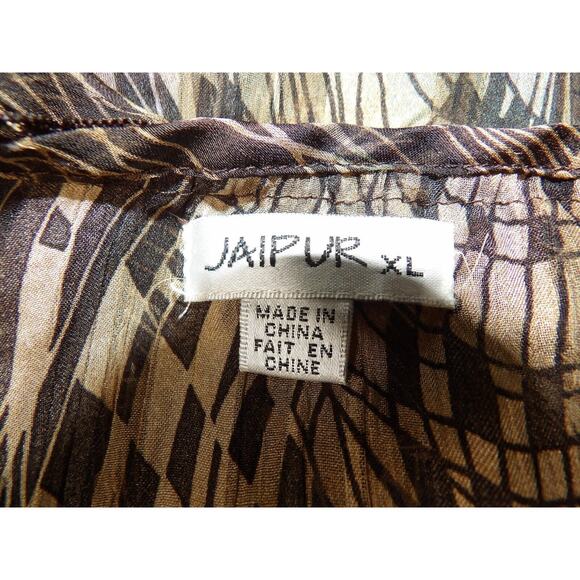 JAIPUR XL
MADE IN
CHINA
FAIT EN
CHINE